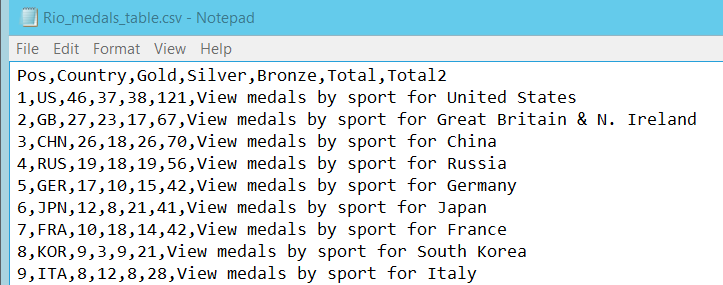 Rio_medals_table.csv - Notepad
File Edit Format View Help
Pos,Country,Gold,Silver,Bronze,Total,Total2
1,US,46,37,38,121,View medals by sport for United States
2,GB,27,23,17,67,View medals by sport for Great Britain & N. Ireland
3,CHN,26,18,26,70,View medals by sport for China
4,RUS,19,18,19,56,View medals by sport for Russia
5,GER,17,10,15,42,View medals by sport for Germany
6,JPN,12,8,21,41,View medals by sport for Japan
7,FRA,10,18,14,42,View medals by sport for France
8,KOR,9,3,9,21,View medals by sport for South Korea
9,ITA,8,12,8,28,View medals by sport for Italy